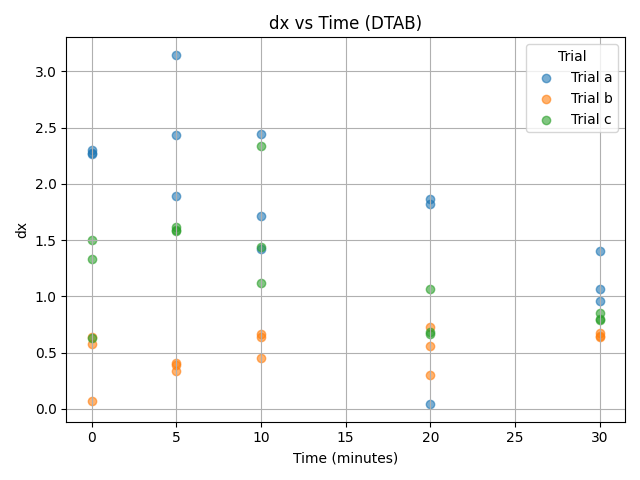 dx vs Time (DTAB)
Trial
Trial a
Trial b
Trial c
3.0
2.5
2.0
1.5
1.0
0.5
0.0
dx
0 5 10 15 20 25 30
Time (minutes)